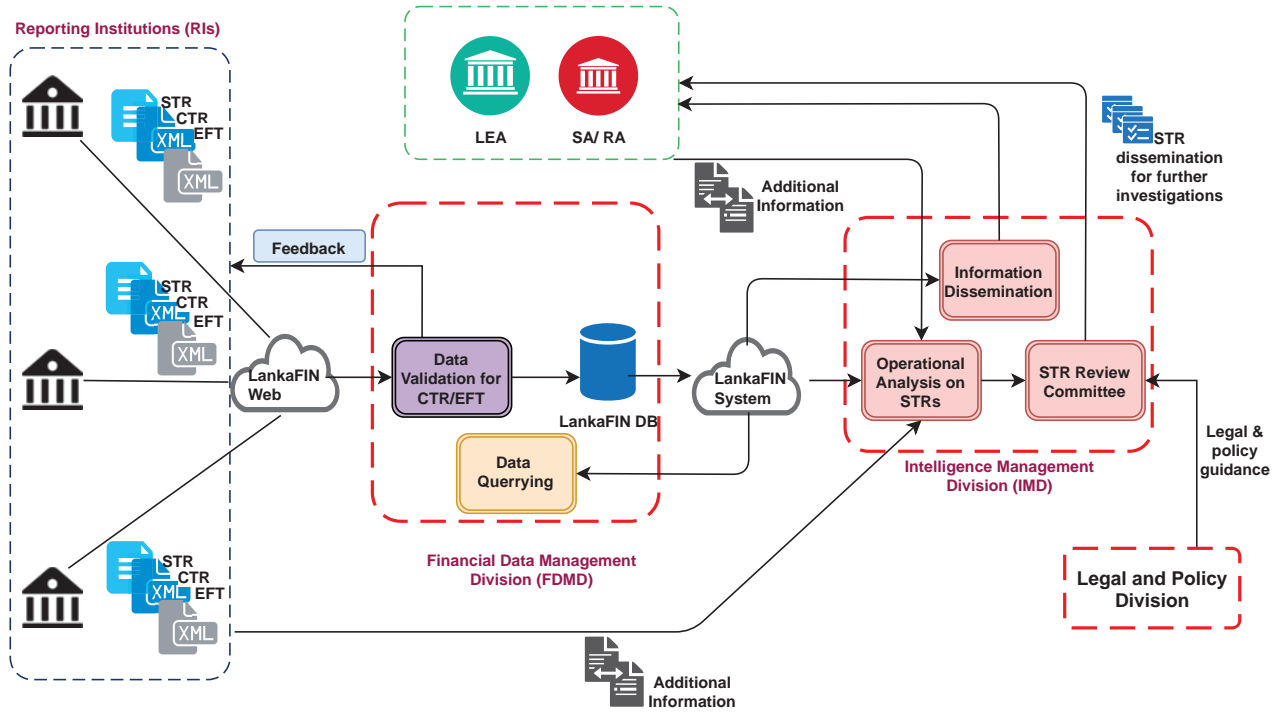 Reporting Institutions (RIs)
STR
CTR
EFT
XML
XML
STR
CTR
EFT
XML
XML
STR
CTR
EFT
XML
XML
LEA
SA/ RA
Additional
Information
STR
dissemination
for further
investigations
Feedback
LankaFIN
Web
Data
Validation for
CTR/EFT
LankaFIN DB
Data
Querrying
Financial Data Management
Division (FDMD)
LankaFIN
System
Information
Dissemination
Operational
Analysis on
STRs
STR Review
Committee
Intelligence Management
Division (IMD)
Legal &
policy
guidance
Legal and Policy
Division
Additional
Information